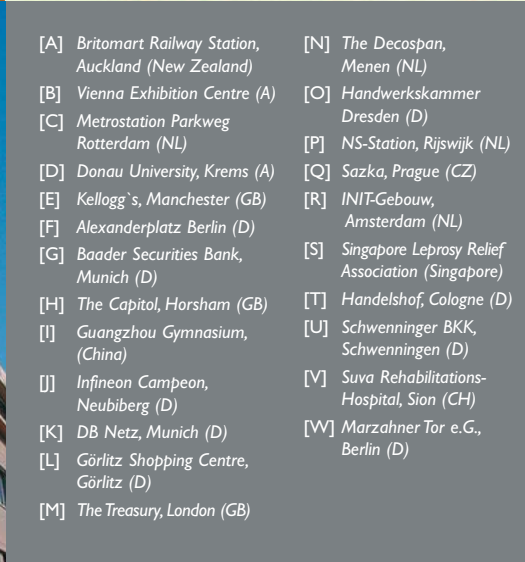 [A] Britomart Railway Station,
Auckland (New Zealand)
[B] Vienna Exhibition Centre (A)
[C] Metrostation Parkweg
Rotterdam (NL)
[D] Donau University, Krems (A)
[E] Kellogg`s, Manchester (GB)
[F] Alexanderplatz Berlin (D)
[G] Baader Securities Bank,
Munich (D)
[H] The Capitol, Horsham (GB)
[I] Guangzhou Gymnasium,
(China)
[J] Infineon Campeon,
Neubiberg (D)
[K] DB Netz, Munich (D)
[L] Görlitz Shopping Centre,
Görlitz (D)
[M] The Treasury, London (GB)
[N] The Decospan,
Menen (NL)
[O] Handwerkskammer
Dresden (D)
[P] NS-Station, Rijswijk (NL)
[Q] Sazka, Prague (CZ)
[R] INIT-Gebouw,
Amsterdam (NL)
[S] Singapore Leprosy Relief
Association (Singapore)
[T] Handelshof, Cologne (D)
[U] Schwenninger BKK,
Schwenningen (D)
[V] Suva Rehabilitations-
Hospital, Sion (CH)
[W] Marzahner Tor e.G.,
Berlin (D)